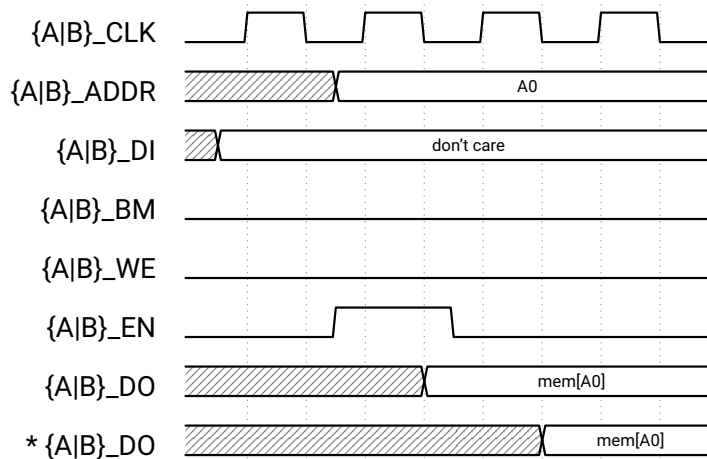 {A|B}_CLK
{A|B}_ADDR A0
{A|B}_DI don't care
{A|B}_BM
{A|B}_WE
{A|B}_EN
{A|B}_DO mem[A0]
* {A|B}_DO mem[A0]